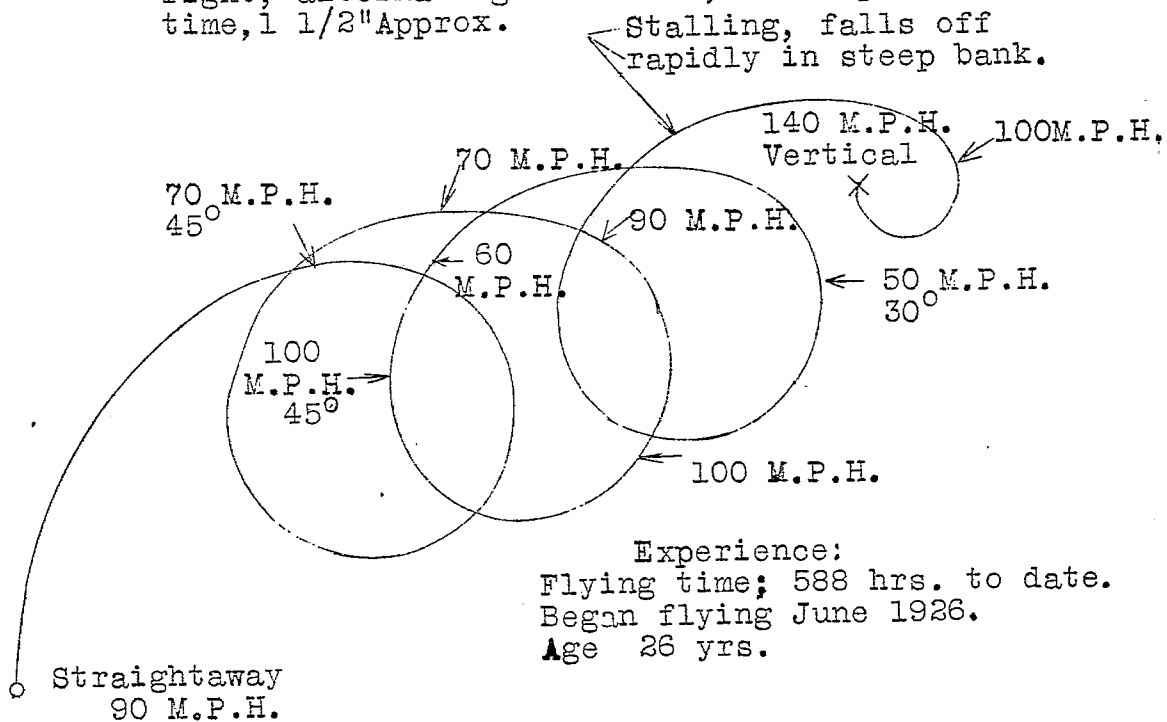 time,1 1/2"Approx.
Stalling, falls off
rapidly in steep bank.
140 M.P.H.
Vertical
100M.P.H.
70 M.P.H.
70 M.P.H.
45°
90 M.P.H.
60
M.P.H.
50 M.P.H.
30°
100
M.P.H.
45°
100 M.P.H.
Experience:
Flying time; 588 hrs. to date.
Began flying June 1926.
Age 26 yrs.
Straightaway
90 M.P.H.